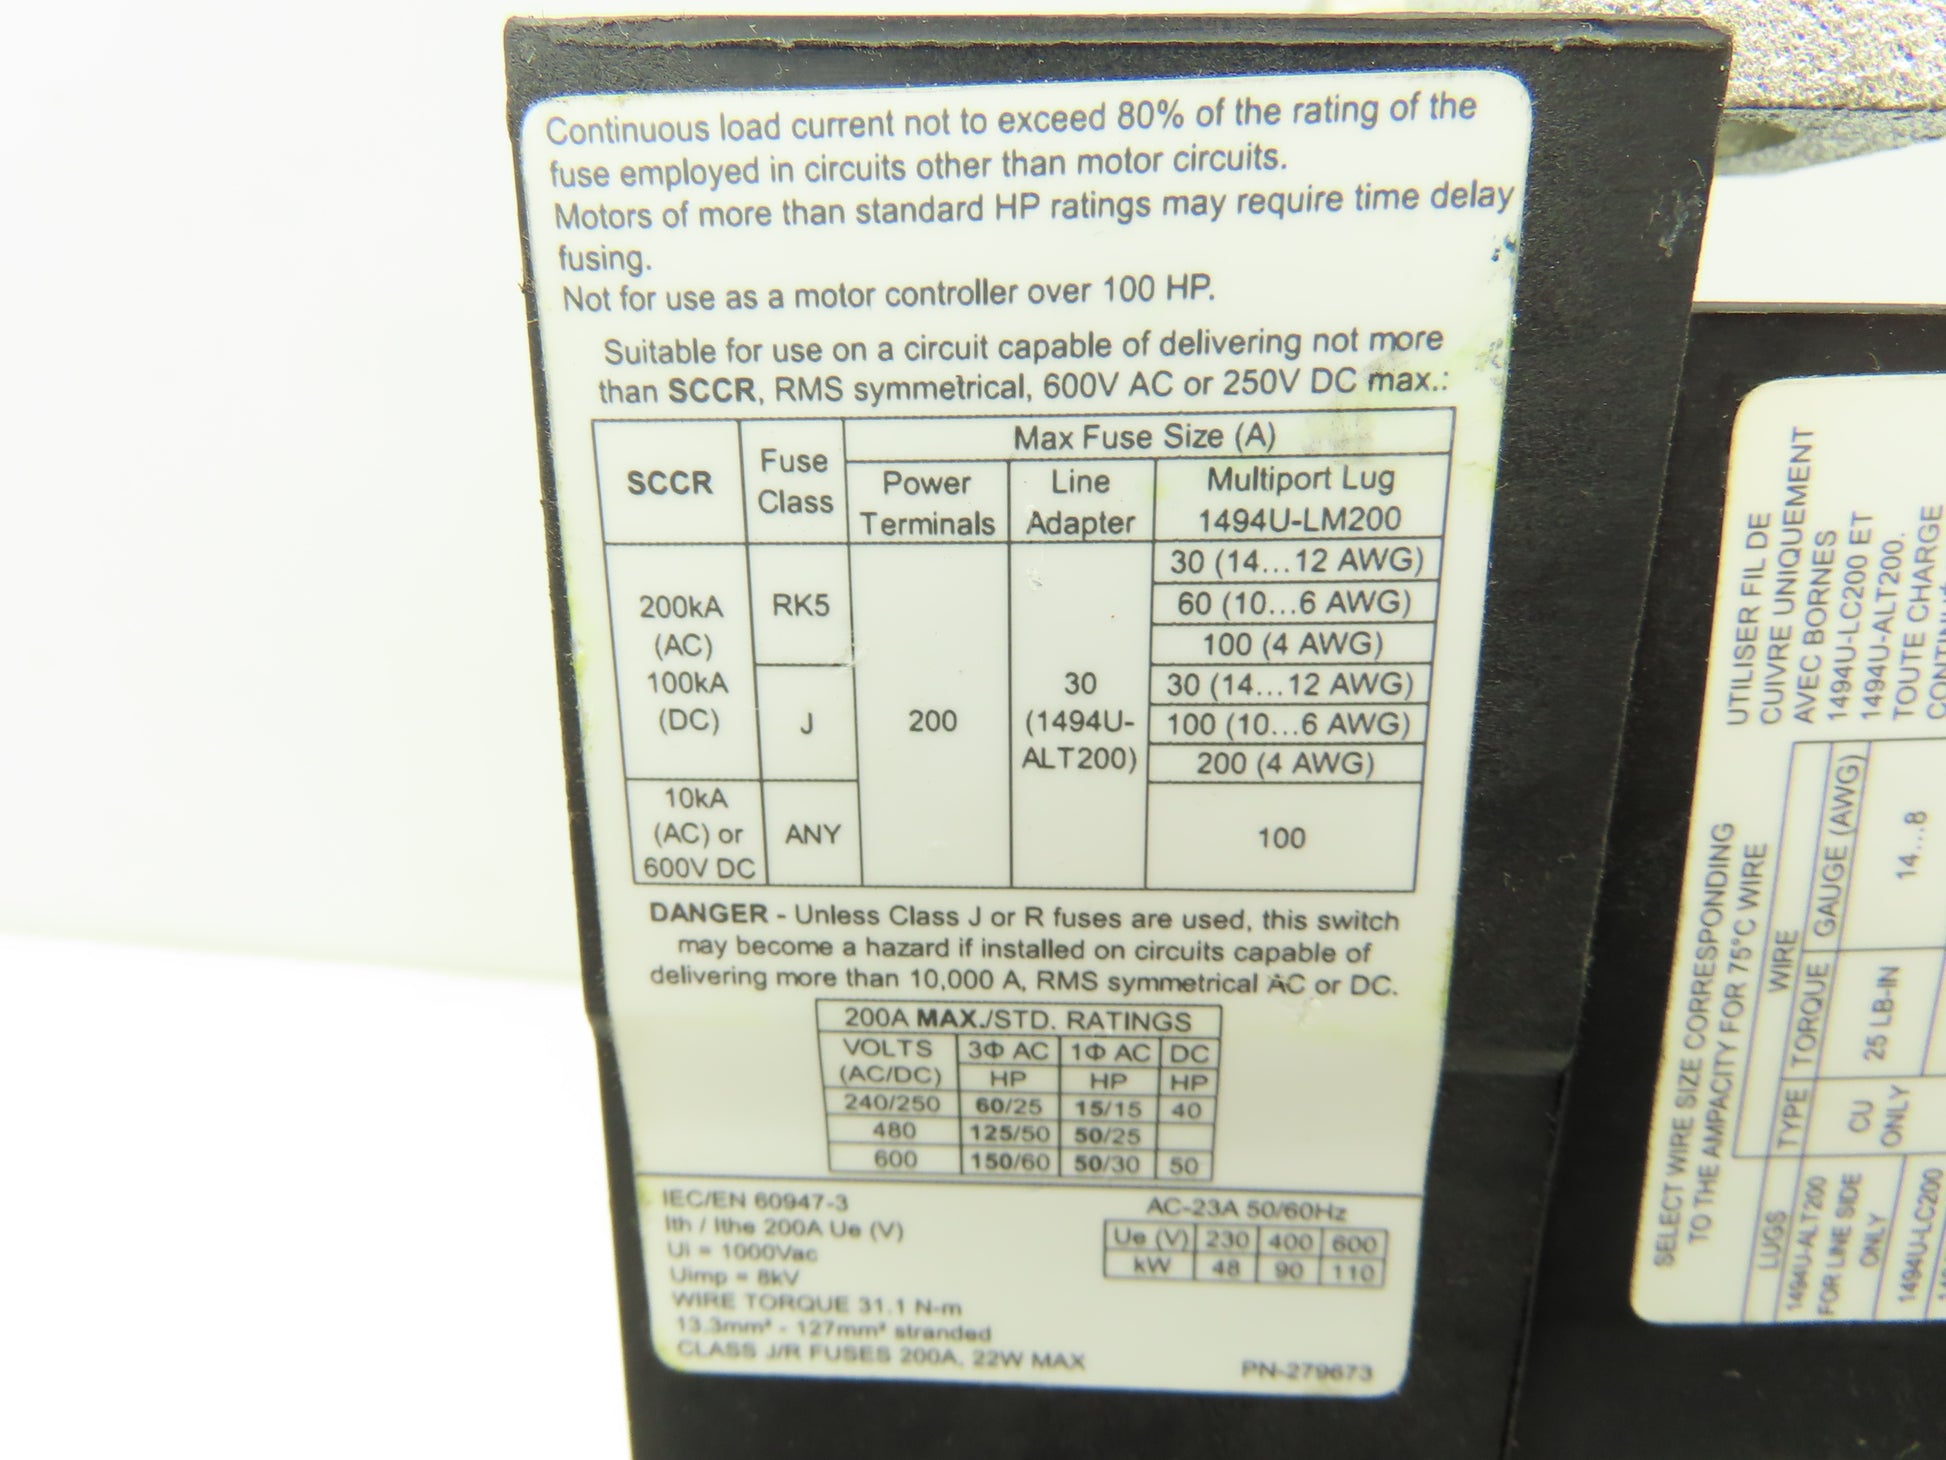 Continuous load current not to exceed 80% of the rating of the
fuse employed in circuits other than motor circuits.
Motors of more than standard HP ratings may require time delay
fusing.
Not for use as a motor controller over 100 HP.
Suitable for use on a circuit capable of delivering not more
than SCCR, RMS symmetrical, 600V AC or 250V DC max.:
SCCR
Fuse
Class
Max Fuse Size (A)
Power
Terminals
Line
Adapter
Multiport Lug
1494U-LM200
200kA
(AC)
100kA
(DC)
RK5
J
200
30
(1494U-
ALT200)
30 (14...12 AWG)
60 (10...6 AWG)
100 (4 AWG)
30 (14...12 AWG)
100 (10...6 AWG)
200 (4 AWG)
10kA
(AC) or
600V DC
ANY
100
DANGER - Unless Class J or R fuses are used, this switch
may become a hazard if installed on circuits capable of
delivering more than 10,000 A, RMS symmetrical AC or DC.
200A MAX./STD. RATINGS
VOLTS 3Φ AC 1Φ AC DC
(AC/DC) HP HP HP
240/250 60/25 15/15 40
480 125/50 50/25
600 150/60 50/30 50
IEC/EN 60947-3
Ith / Ithe 200A Ue (V)
Ui = 1000Vac
Uimp = 8kV
WIRE TORQUE 31.1 N-m
13.3mm² - 127mm² stranded
CLASS J/R FUSES 200A, 22W MAX
AC-23A 50/60Hz
Ue (V) 230 400 600
kW 48 90 110
PN-279673
UTILISER FIL DE
CUIVRE UNIQUEMENT
AVEC BORNES
1494U-LC200 ET
1494U-ALT200.
TOUTE CHARGE
SELECT WIRE SIZE CORRESPONDING
TO THE AMPACITY FOR 75°C WIRE
LUGS
WIRE
TYPE TORQUE GAUGE (AWG)
1494U-ALT200
FOR LINE SIDE
ONLY
CU
ONLY
25 LB-IN
14...8
1494U-LC200